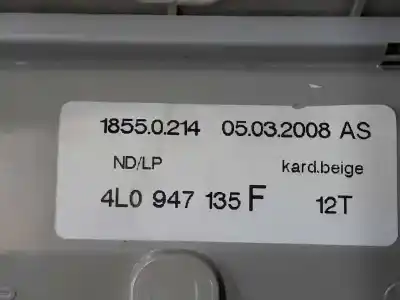 1855.0.214 05.03.2008 AS
ND/LP kard.beige
4L0 947 135 F 12T